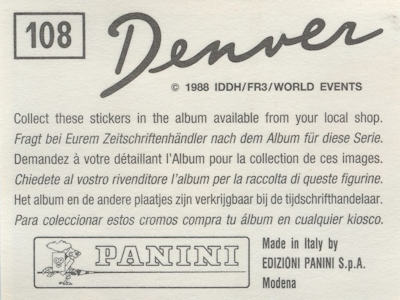 108
Denver
© 1988 IDDH/FR3/WORLD EVENTS
Collect these stickers in the album available from your local shop.
Fragt bei Eurem Zeitschriftenhändler nach dem Album für diese Serie.
Demandez à votre détaillant l'Album pour la collection de ces images.
Chiedete al vostro rivenditore l'album per la raccolta di queste figurine.
Het album en de andere plaatjes zijn verkrijgbaar bij de tijdschrifthandelaar.
Para coleccionar estos cromos compra tu álbum en cualquier kiosco.
PANINI
Made in Italy by
EDIZIONI PANINI S.p.A.
Modena